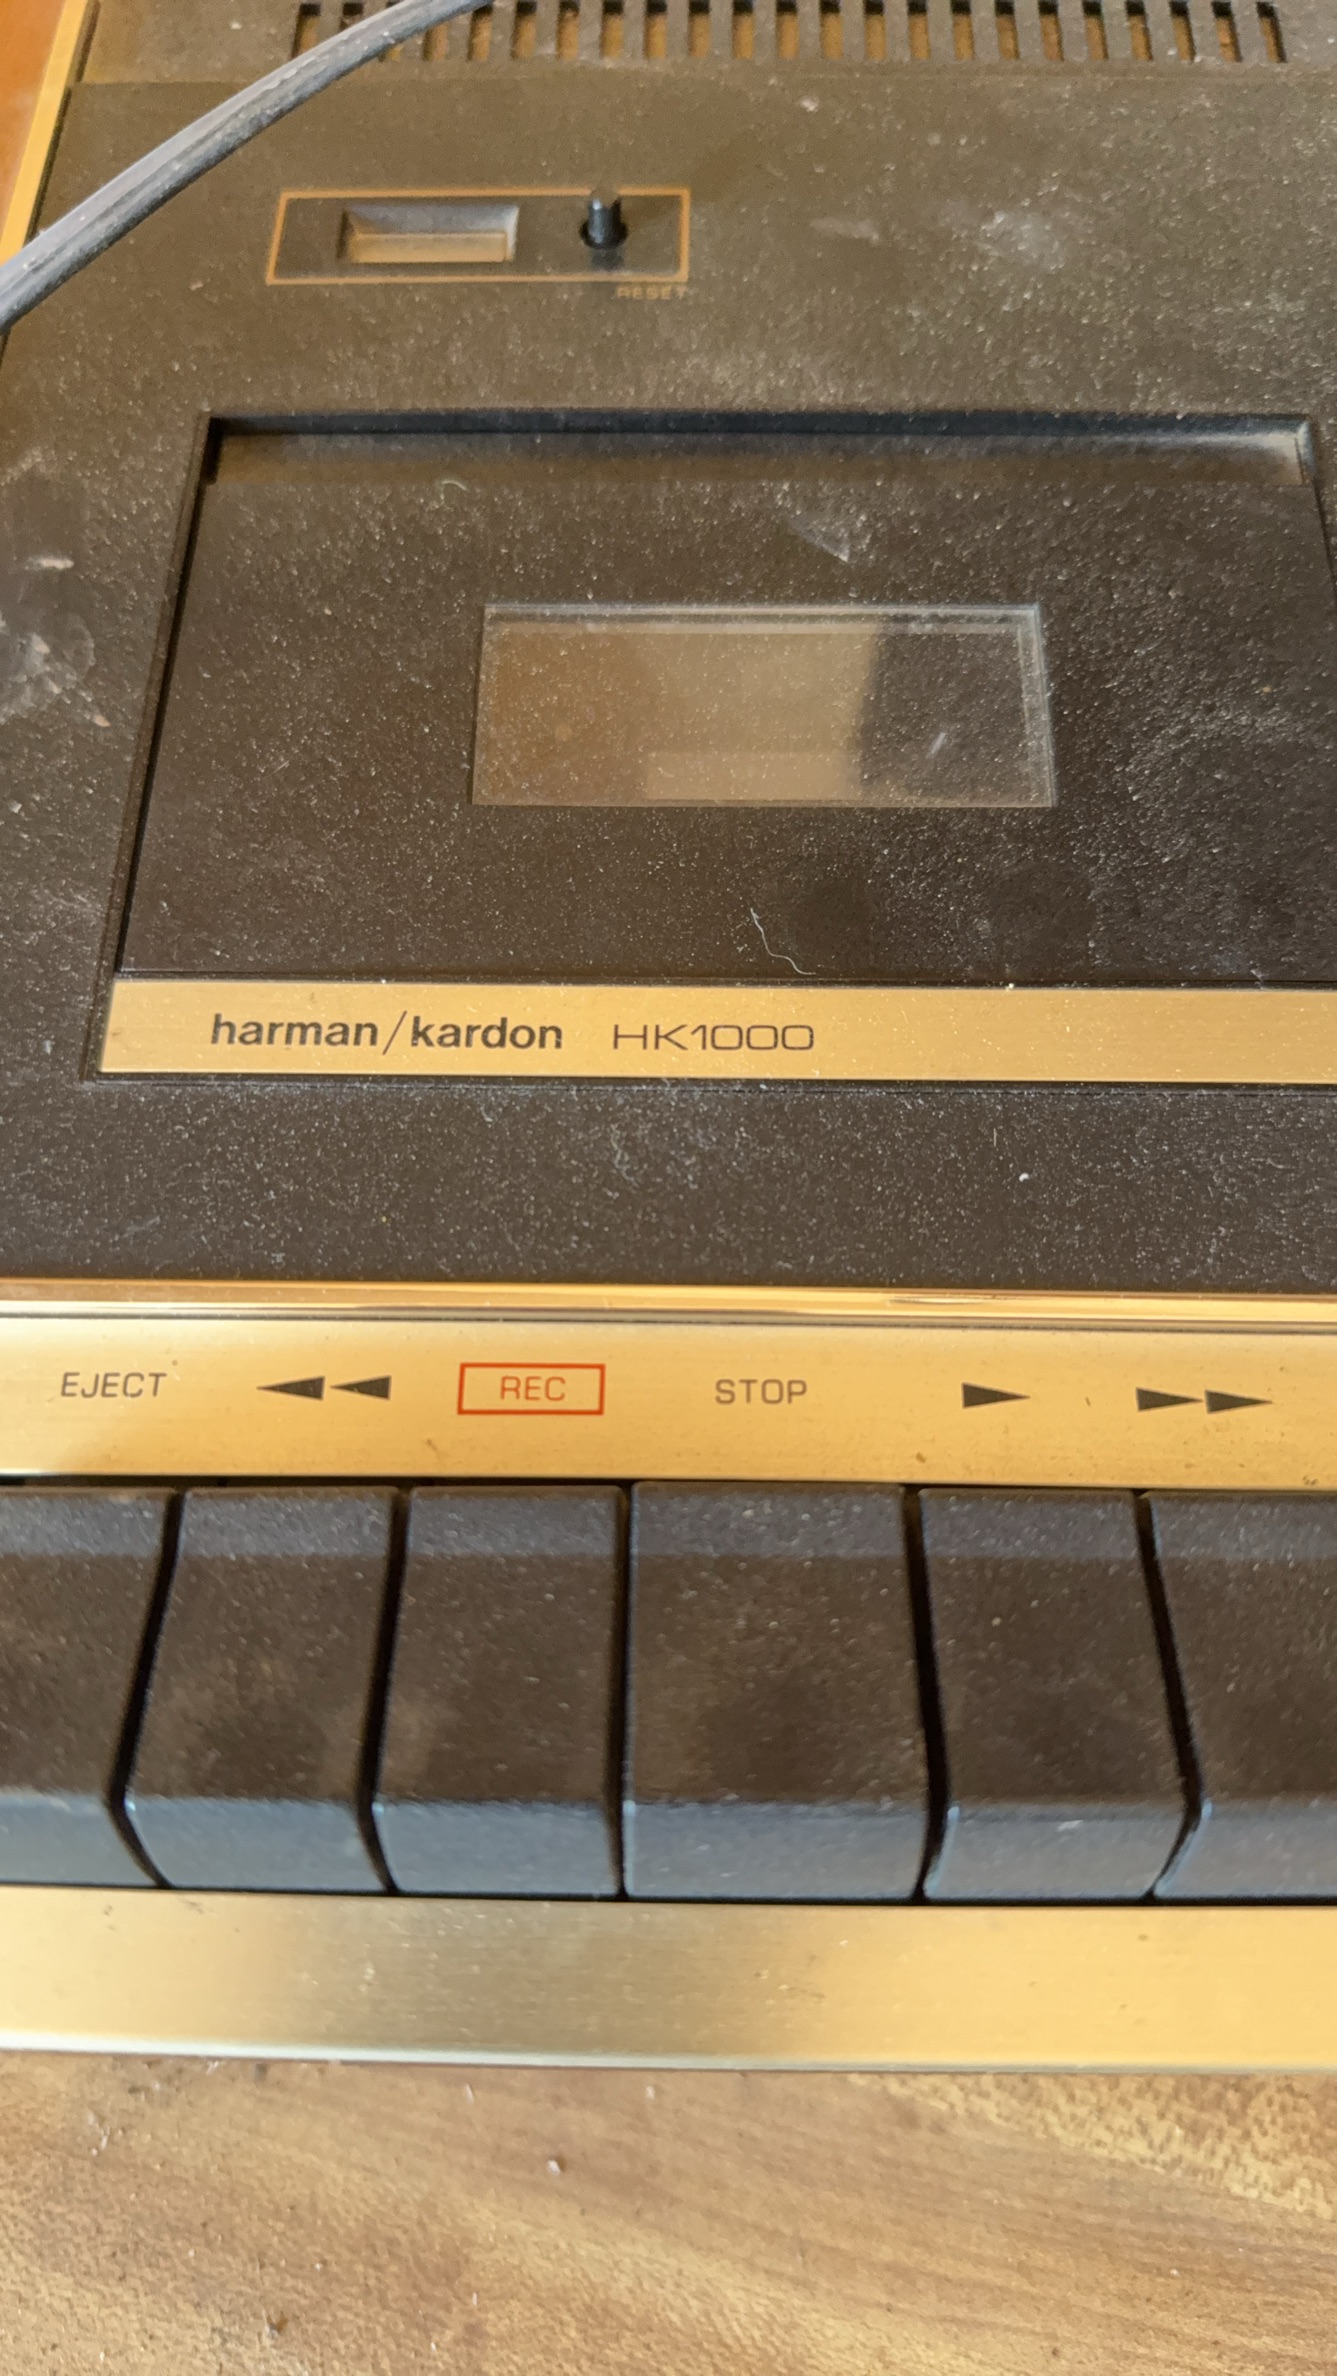 RESET
harman/kardon HK1000
EJECT REC STOP